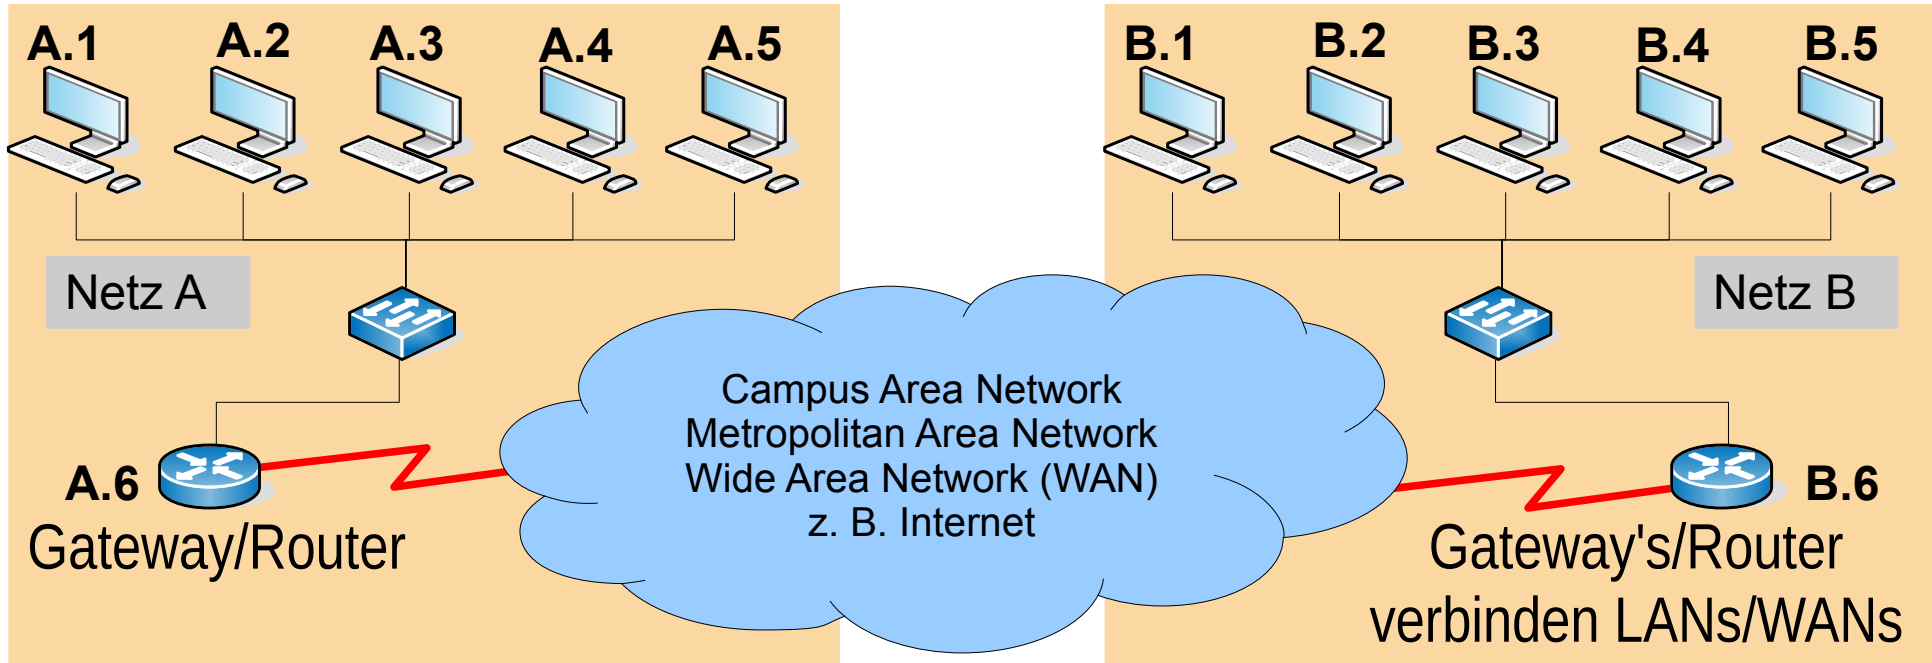 A.1
A.2
A.3
A.4
A.5
B.1
B.2
B.3
B.4
B.5
Netz A
Netz B
Campus Area Network
Metropolitan Area Network
Wide Area Network (WAN)
z. B. Internet
A.6
Gateway/Router
B.6
Gateway's/Router
verbinden LANs/WANs